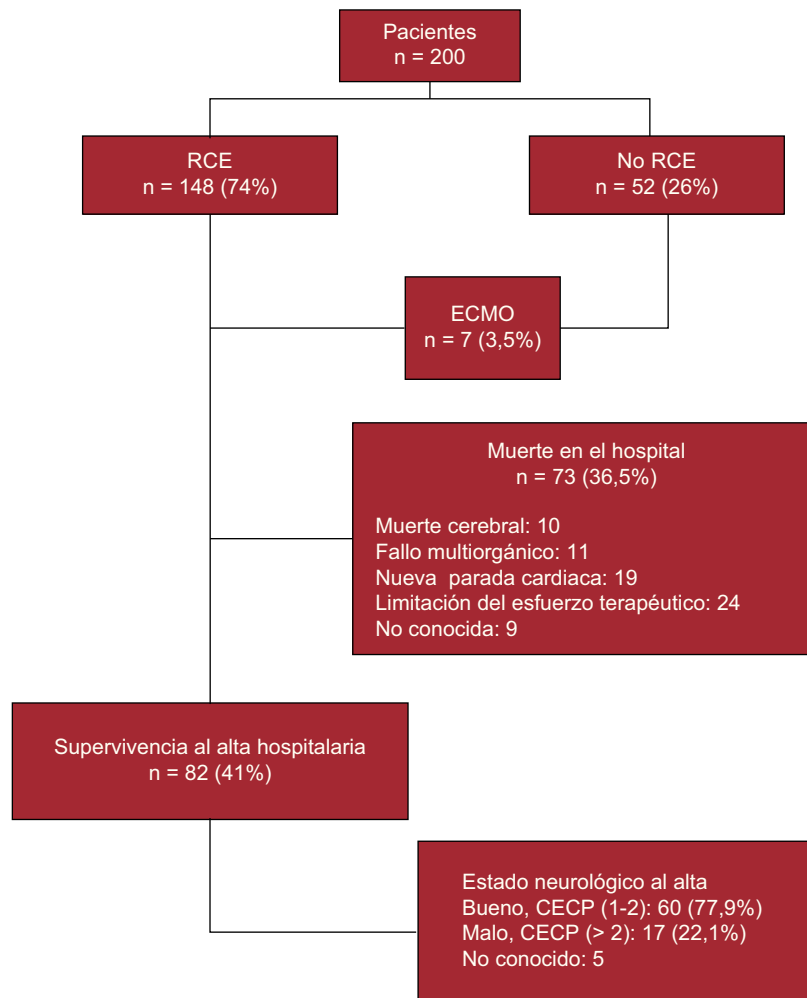 Pacientes
n = 200
RCE
n = 148 (74%)
No RCE
n = 52 (26%)
ECMO
n = 7 (3,5%)
Muerte en el hospital
n = 73 (36,5%)
Muerte cerebral: 10
Fallo multiorgánico: 11
Nueva parada cardiaca: 19
Limitación del esfuerzo terapéutico: 24
No conocida: 9
Supervivencia al alta hospitalaria
n = 82 (41%)
Estado neurológico al alta
Bueno, CECP (1-2): 60 (77,9%)
Malo, CECP (> 2): 17 (22,1%)
No conocido: 5